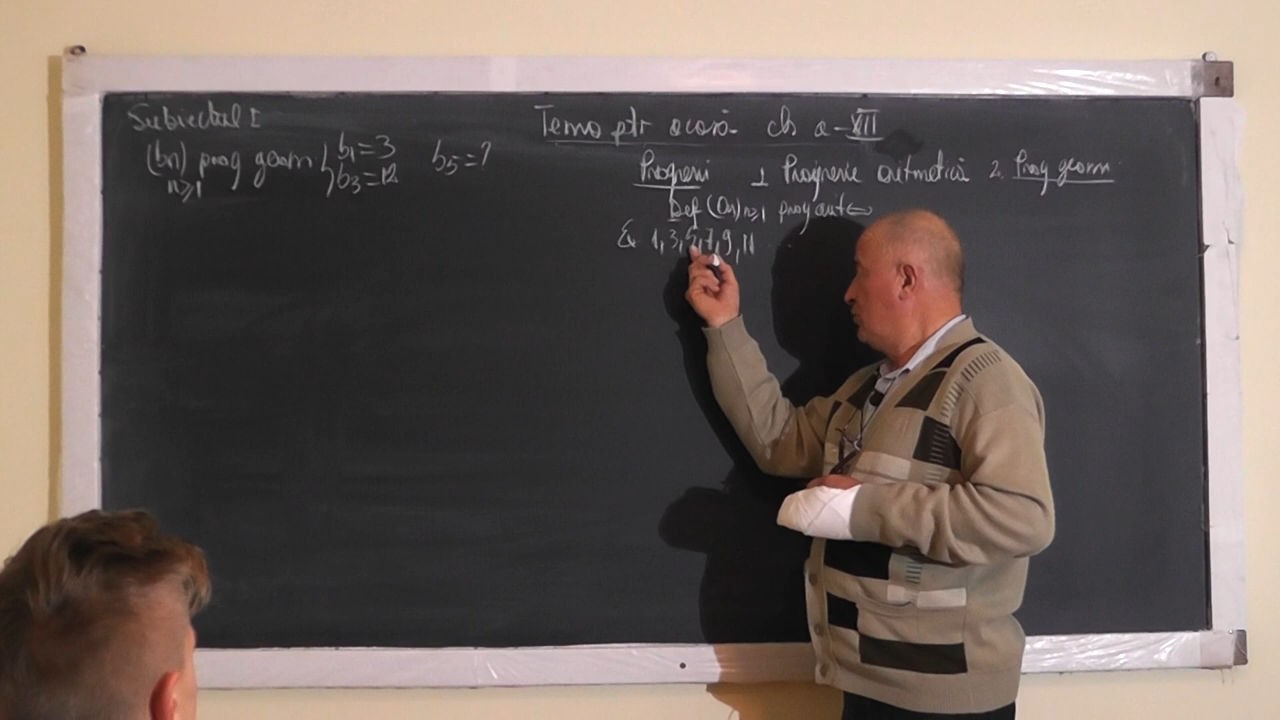 Subiectul I
(bn) n≥1 prog geom } b1=3 b5=?
b3=12
Tema ptr acasă cls a-XII
Progresii 1 Progresie aritmetică 2. Prog geom
Def (an)n≥1 prog arit ⇔
Ex 1, 3, 5, 7, 9, 11 ...